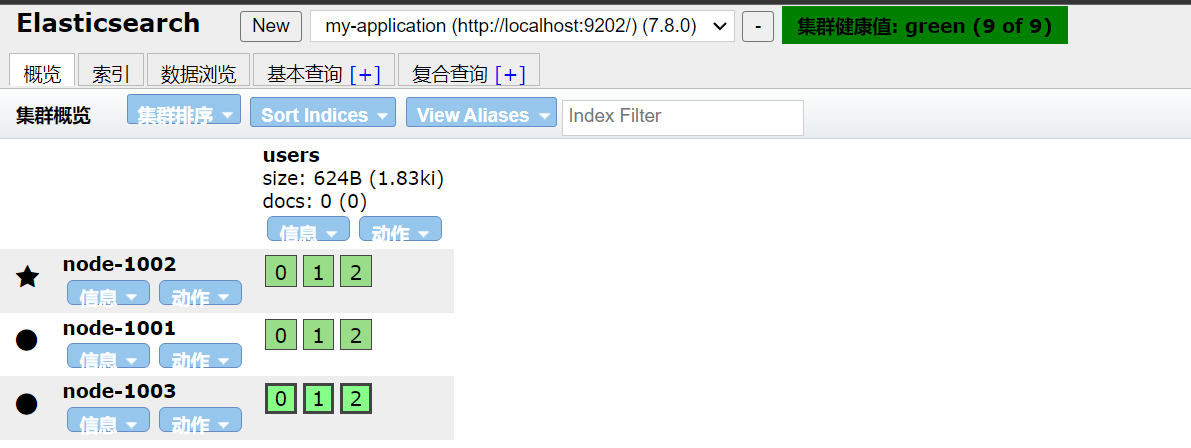 Elasticsearch New my-application (http://localhost:9202/) (7.8.0) - 集群健康值: green (9 of 9)
概览 索引 数据浏览 基本查询 [+] 复合查询 [+]
集群概览 集群排序 Sort Indices View Aliases Index Filter
users
size: 624B (1.83ki)
docs: 0 (0)
信息 动作
node-1002 0 1 2
信息 动作
node-1001 0 1 2
信息 动作
node-1003 0 1 2
信息 动作